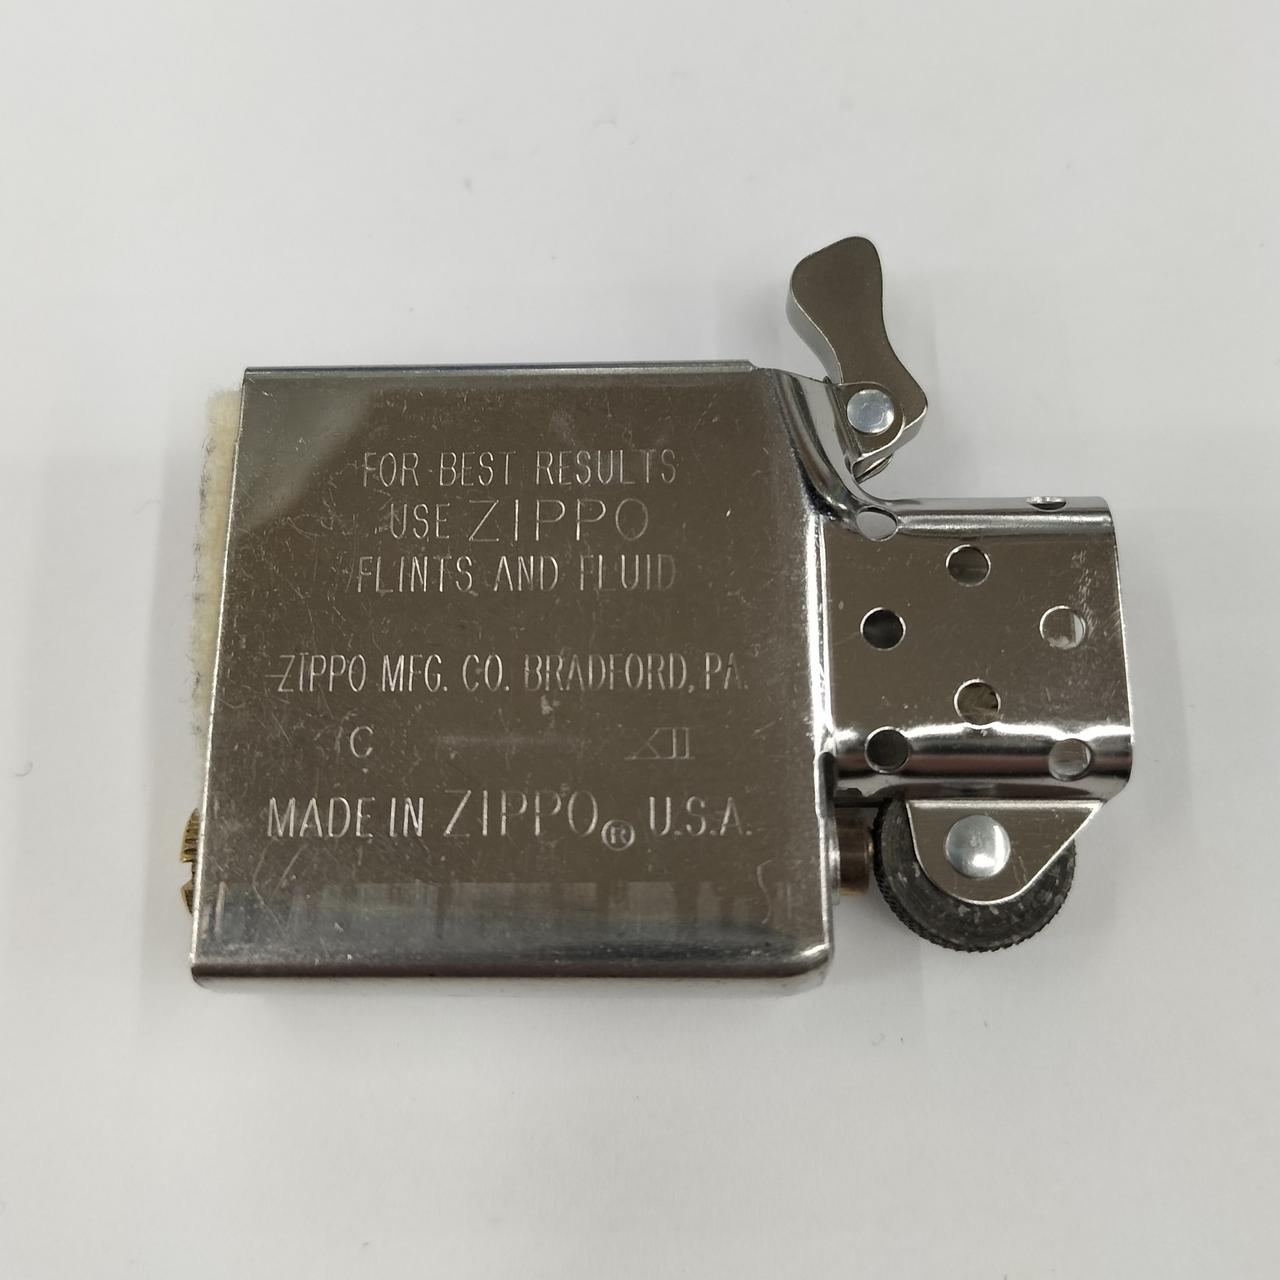 FOR BEST RESULTS
USE ZIPPO
FLINTS AND FLUID
ZIPPO MFG. CO. BRADFORD, PA.
C XII
MADE IN ZIPPO® U.S.A.